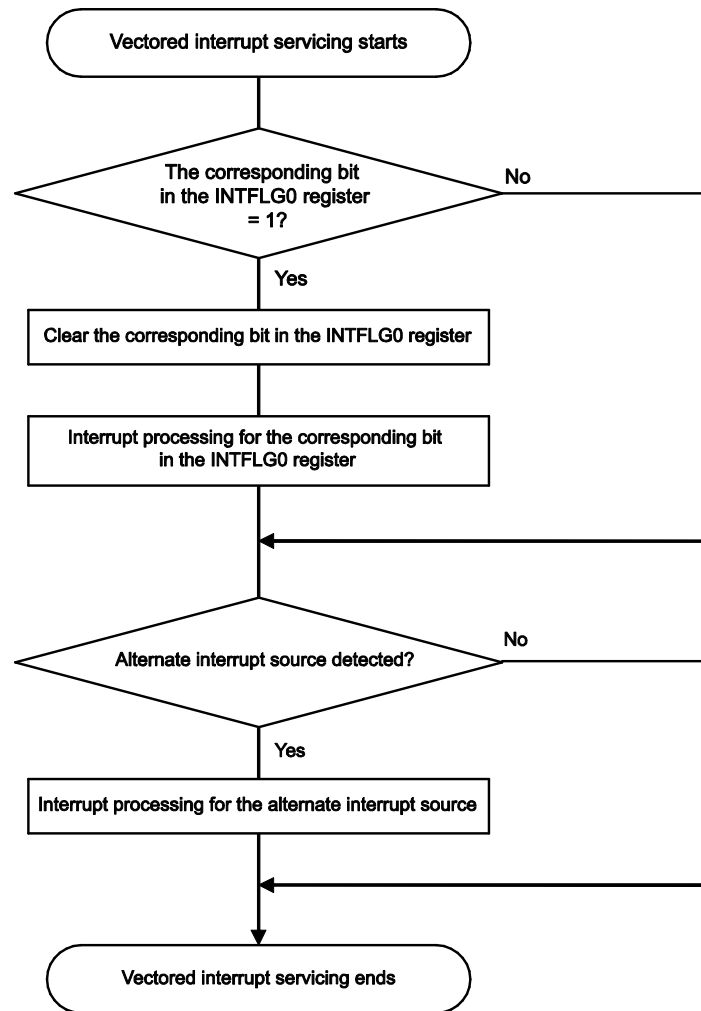 Vectored interrupt servicing starts
The corresponding bit
in the INTFLG0 register
= 1?
No
Yes
Clear the corresponding bit in the INTFLG0 register
Interrupt processing for the corresponding bit
in the INTFLG0 register
Alternate interrupt source detected?
No
Yes
Interrupt processing for the alternate interrupt source
Vectored interrupt servicing ends